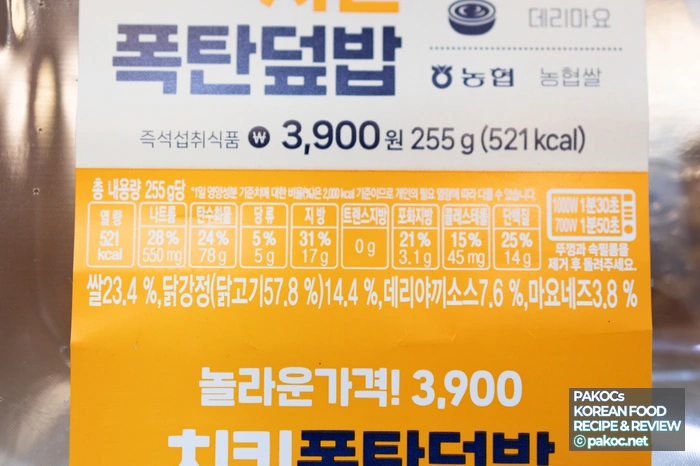 치킨
폭탄덮밥
데리마요
농협 농협쌀
즉석섭취식품 ₩ 3,900원 255 g (521 kcal)
총 내용량 255 g당 *1일 영양성분 기준치에 대한 비율(%)은 2,000 kcal 기준이므로 개인의 필요 열량에 따라 다를 수 있습니다.
열 량 나트륨 탄수화물 당 류 지 방 트랜스지방 포화지방 콜레스테롤 단백질
521 kcal 28 % 24 % 5 % 31 % 0 g 21 % 15 % 25 %
550 mg 78 g 5 g 17 g 3.1 g 45 mg 14 g
1000W 1분30초
700W 1분50초
뚜껑과 속필름을
제거 후 돌려주세요.
쌀23.4 %,닭강정(닭고기57.8 %)14.4 %,데리야끼소스7.6 %,마요네즈3.8 %
놀라운가격! 3,900
치킨폭탄덮밥
PAKOCs
KOREAN FOOD
RECIPE & REVIEW
ⓒ pakoc.net